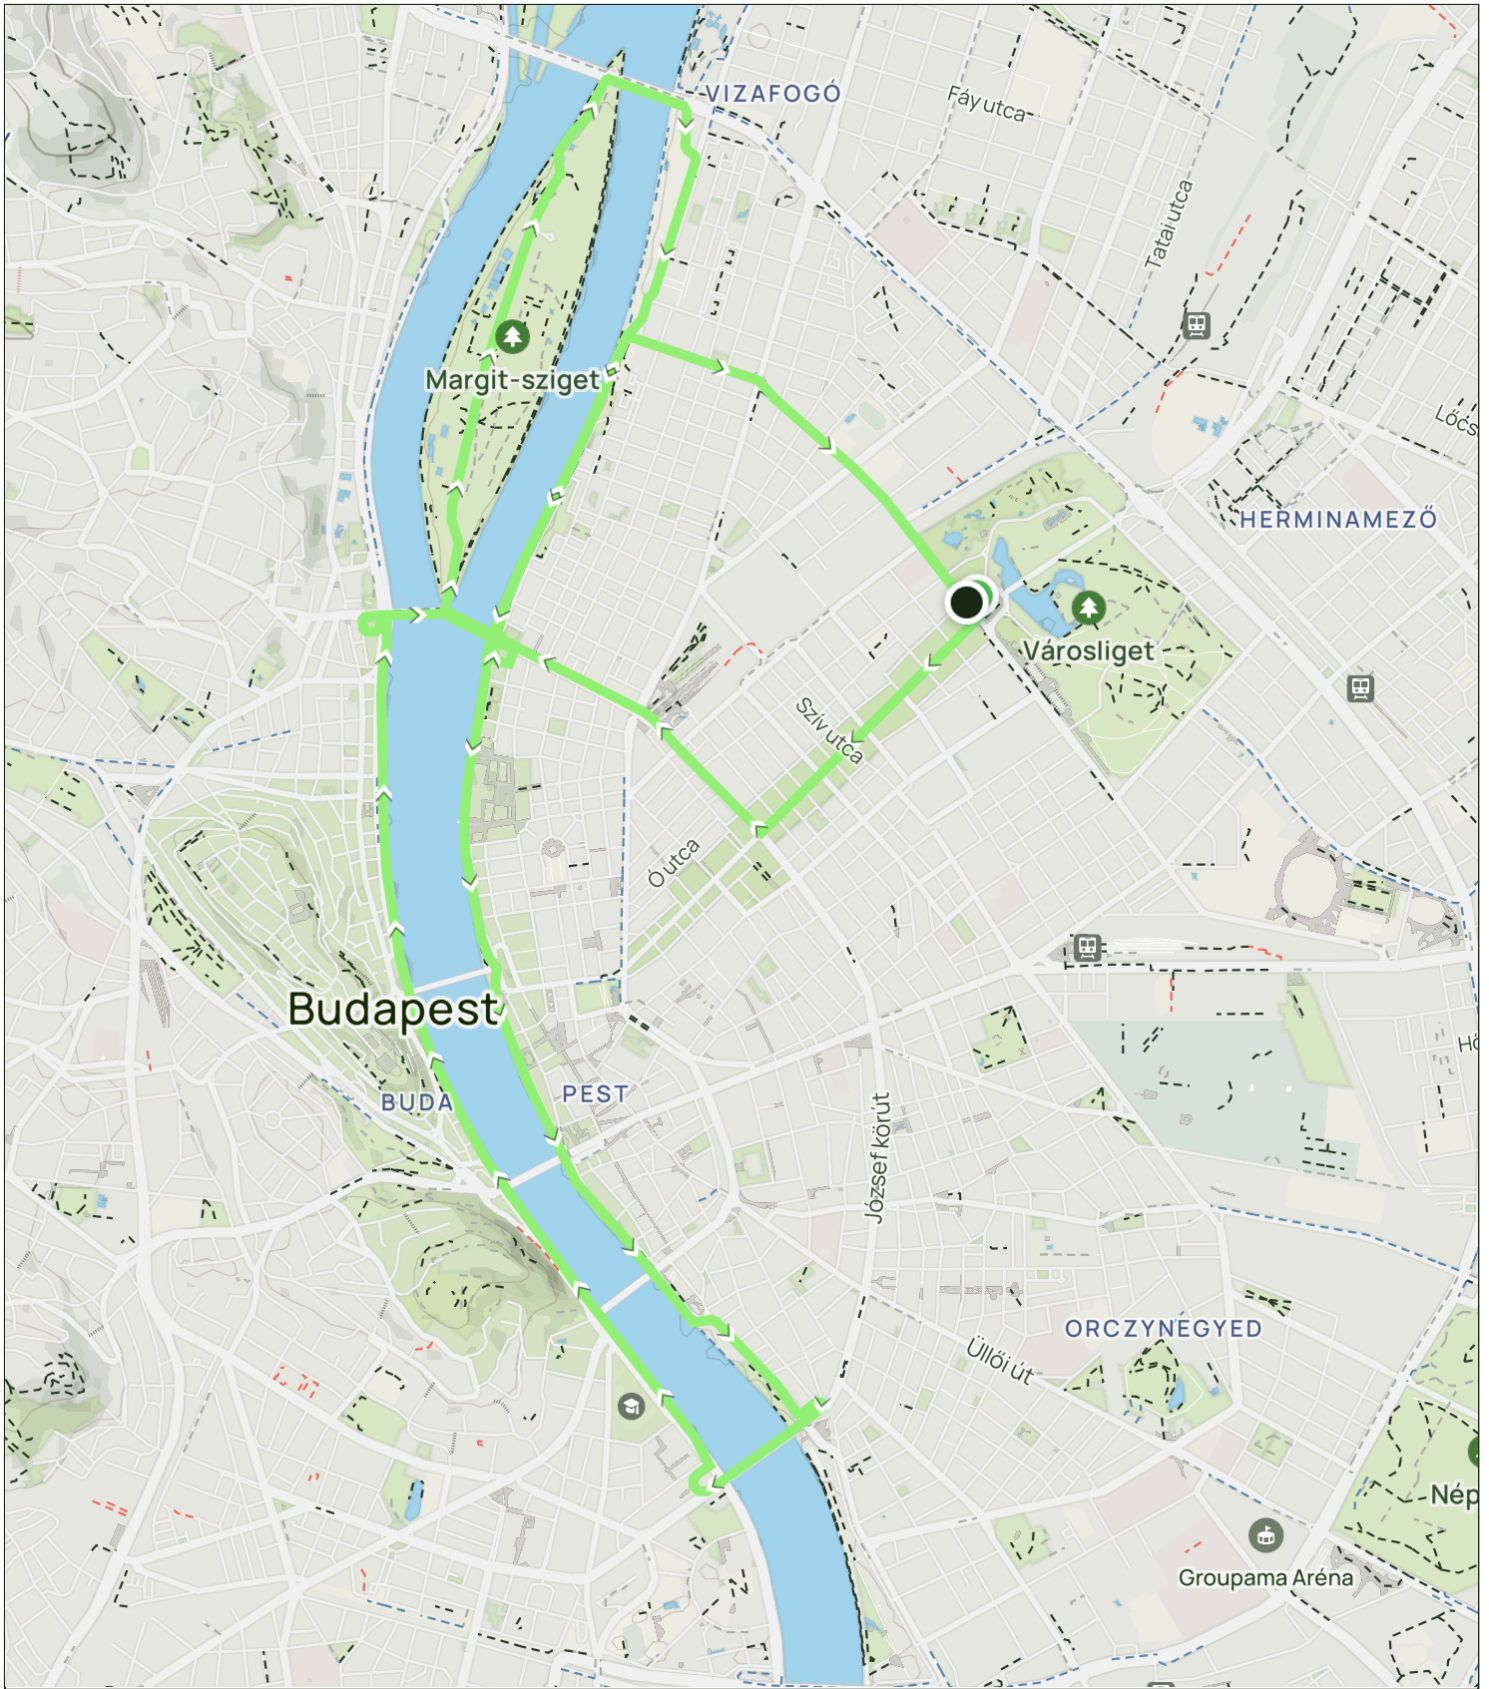 VIZAFOGÓ
Fáy utca
Tatai utca
Margit-sziget
Lőcs
HERMINAMEZŐ
Városliget
Szív utca
Ó utca
Budapest
BUDA
PEST
József körút
ORCZYNEGYED
Üllői út
Nép
Groupama Aréna